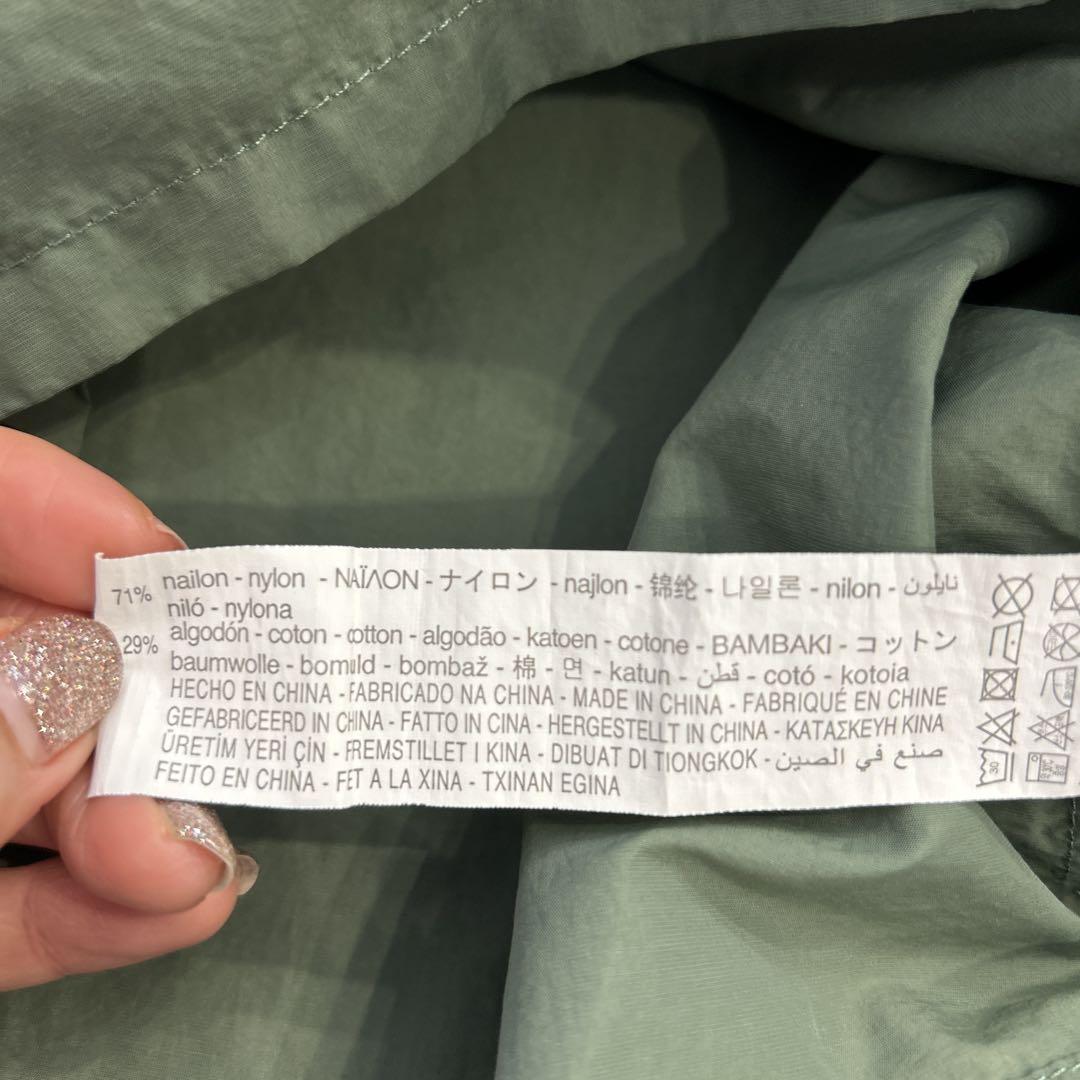 71% nailon - nylon - ΝΑΪΛΟΝ - ナイロン - najlon - 锦纶 - 나일론 - nilon - نايلون
niló - nylona
29% algodón - coton - cotton - algodão - katoen - cotone - BAMBAKI - コットン
baumwolle - bomuld - bombaž - 棉 - 면 - katun - قطن - cotó - kotoia
HECHO EN CHINA - FABRICADO NA CHINA - MADE IN CHINA - FABRIQUÉ EN CHINE
GEFABRICEERD IN CHINA - FATTO IN CINA - HERGESTELLT IN CHINA - ΚΑΤΑΣΚΕΥΗ ΚΙΝΑ
ÜRETİM YERİ ÇİN - FREMSTILLET I KINA - DIBUAT DI TIONGKOK - صنع في الصين
FEITO EN CHINA - FET A LA XINA - TXINAN EGINA
30